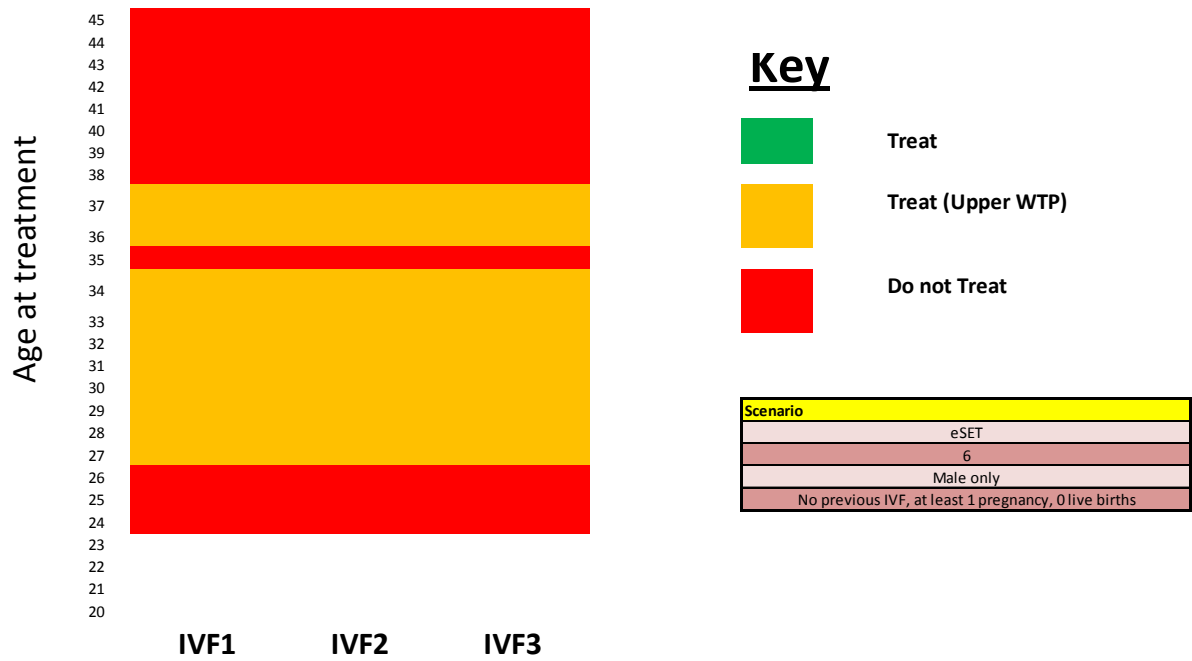 Age at treatment
45
44
43
42
41
40
39
38
37
36
35
34
33
32
31
30
29
28
27
26
25
24
23
22
21
20
IVF1 IVF2 IVF3
Key
Treat
Treat (Upper WTP)
Do not Treat
Scenario
eSET
6
Male only
No previous IVF, at least 1 pregnancy, 0 live births